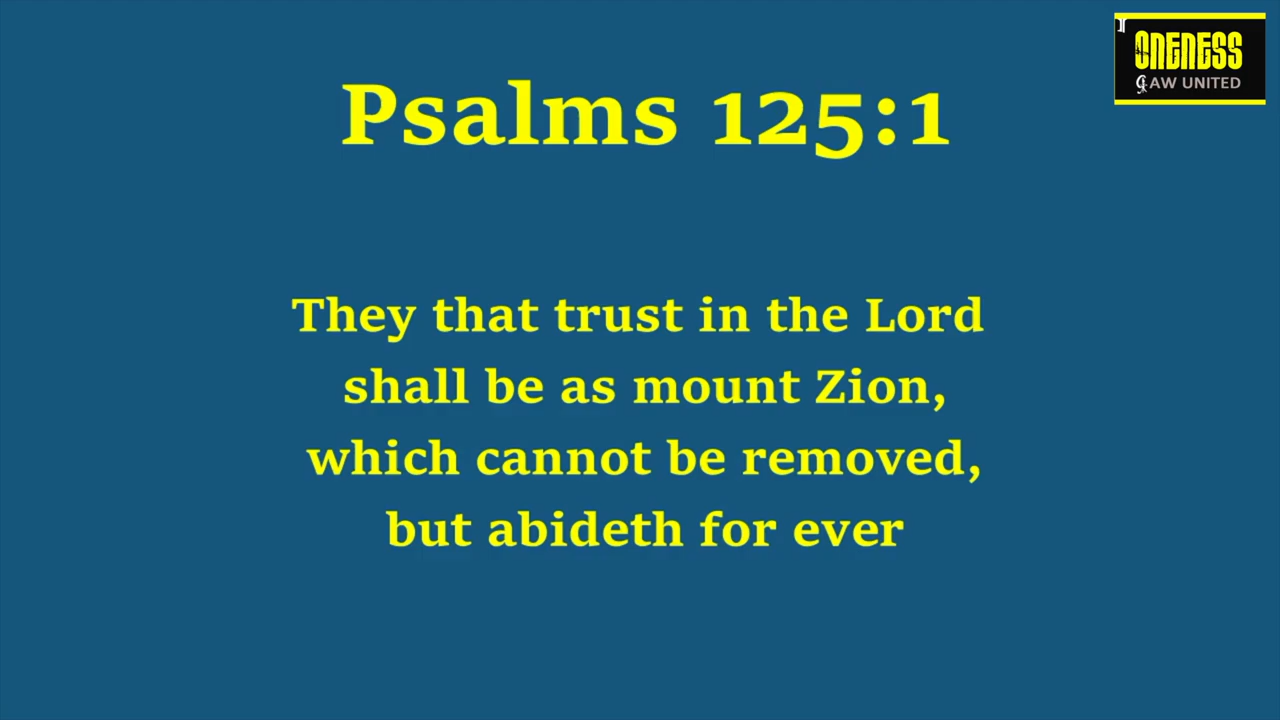 Psalms 125:1
They that trust in the Lord
shall be as mount Zion,
which cannot be removed,
but abideth for ever
ONENESS
AW UNITED